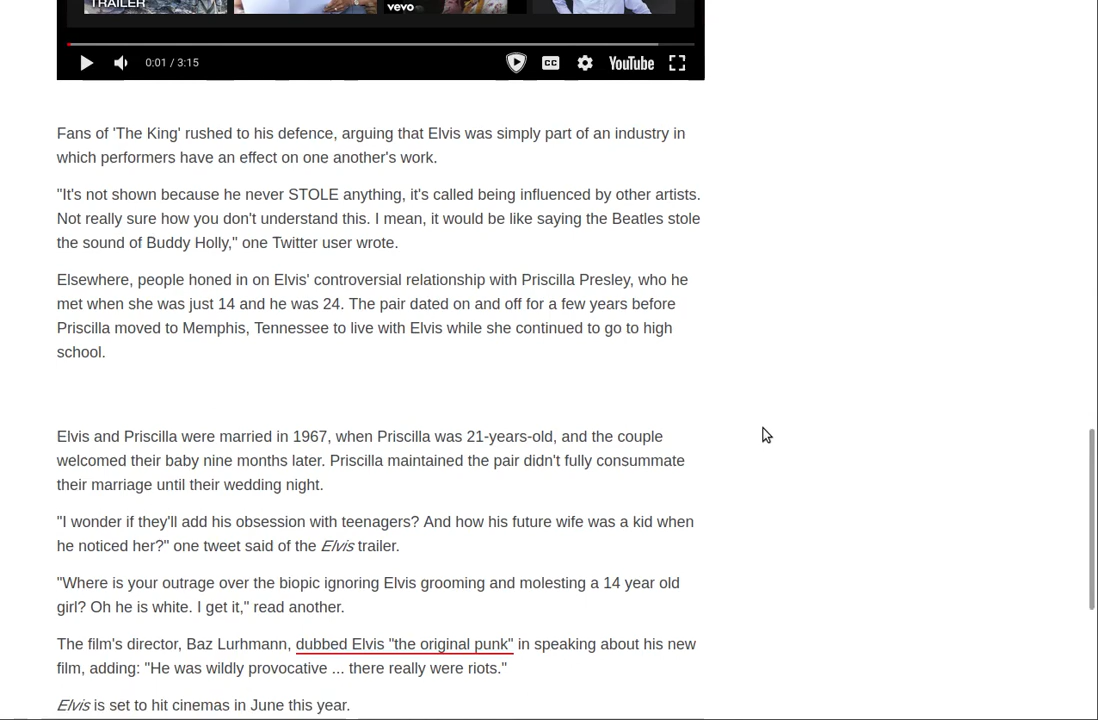 TRAILER
vevo
0:01 / 3:15
CC
YouTube
Fans of 'The King' rushed to his defence, arguing that Elvis was simply part of an industry in
which performers have an effect on one another's work.
"It's not shown because he never STOLE anything, it's called being influenced by other artists.
Not really sure how you don't understand this. I mean, it would be like saying the Beatles stole
the sound of Buddy Holly," one Twitter user wrote.
Elsewhere, people honed in on Elvis' controversial relationship with Priscilla Presley, who he
met when she was just 14 and he was 24. The pair dated on and off for a few years before
Priscilla moved to Memphis, Tennessee to live with Elvis while she continued to go to high
school.
Elvis and Priscilla were married in 1967, when Priscilla was 21-years-old, and the couple
welcomed their baby nine months later. Priscilla maintained the pair didn't fully consummate
their marriage until their wedding night.
"I wonder if they'll add his obsession with teenagers? And how his future wife was a kid when
he noticed her?" one tweet said of the Elvis trailer.
"Where is your outrage over the biopic ignoring Elvis grooming and molesting a 14 year old
girl? Oh he is white. I get it," read another.
The film's director, Baz Lurhmann, dubbed Elvis "the original punk" in speaking about his new
film, adding: "He was wildly provocative ... there really were riots."
Elvis is set to hit cinemas in June this year.